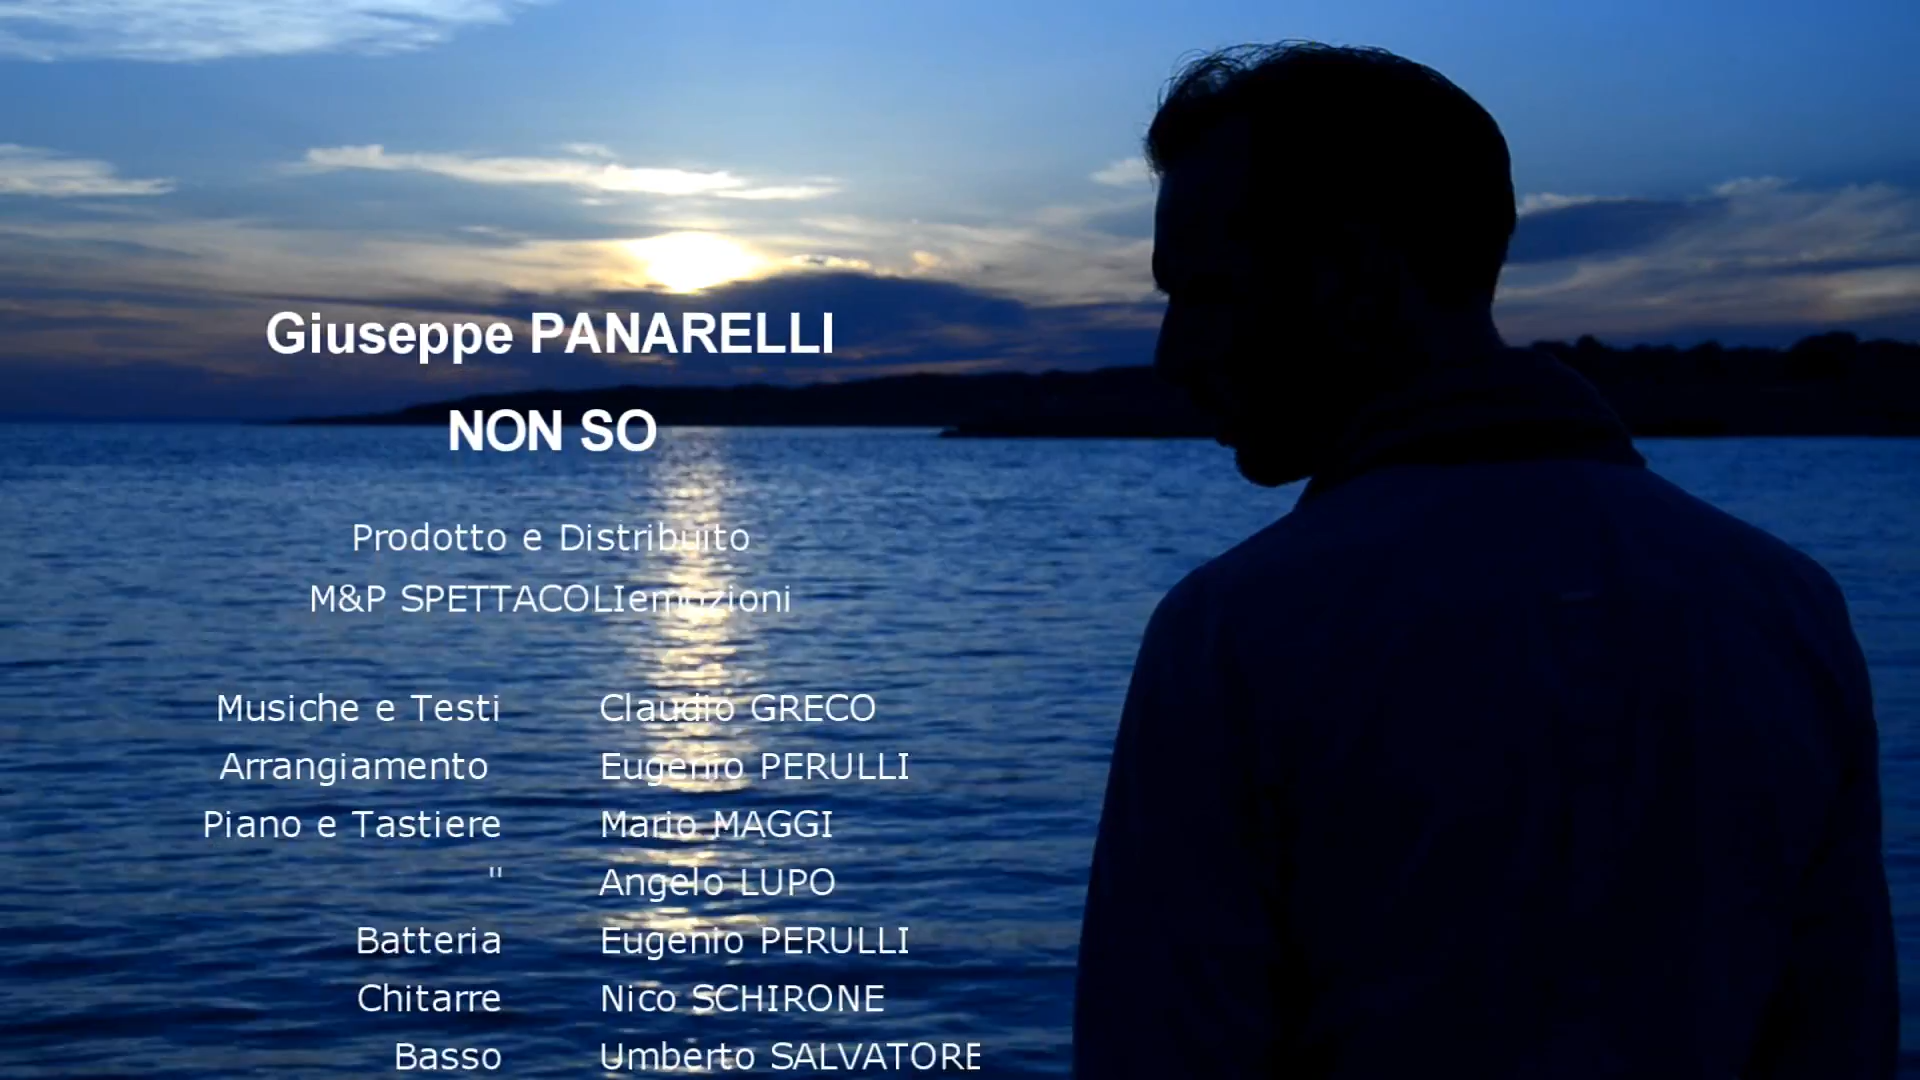 Giuseppe PANARELLI
NON SO
Prodotto e Distribuito
M&P SPETTACOLIemozioni
Musiche e Testi Claudio GRECO
Arrangiamento Eugenio PERULLI
Piano e Tastiere Mario MAGGI
" Angelo LUPO
Batteria Eugenio PERULLI
Chitarre Nico SCHIRONE
Basso Umberto SALVATORE